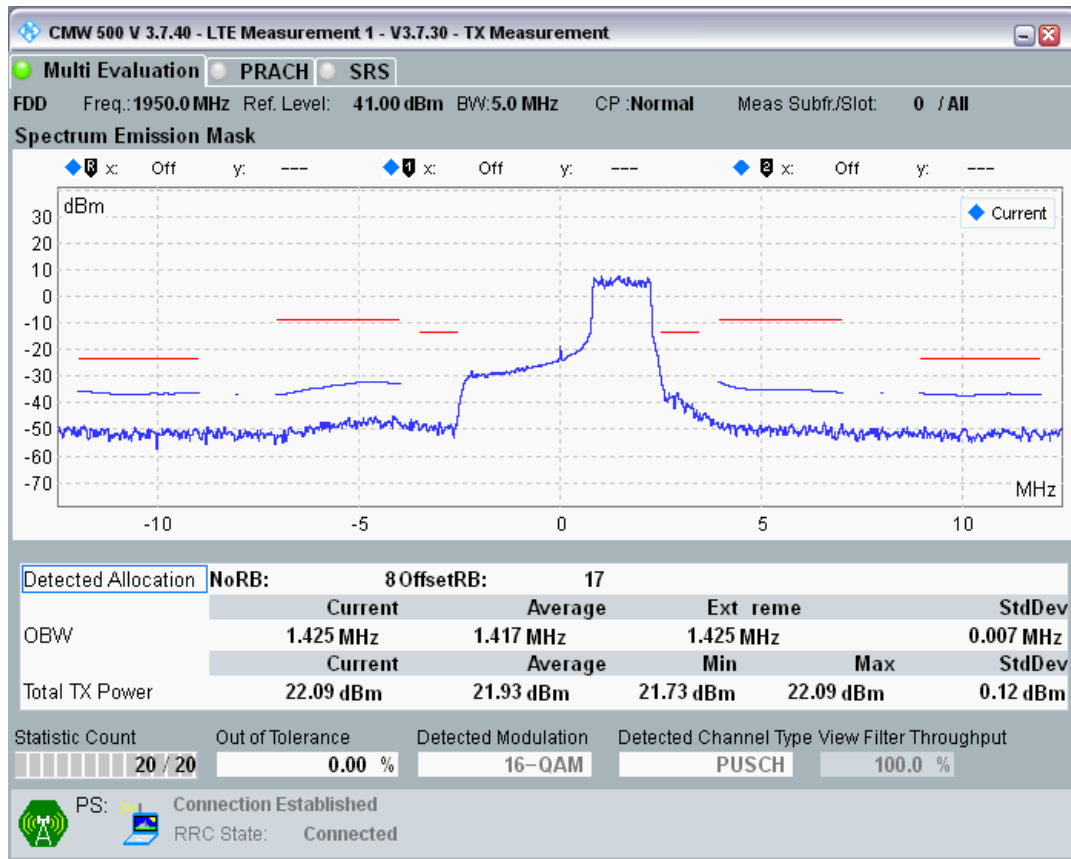 CMW 500 V 3.7.40 - LTE Measurement 1 - V3.7.30 - TX Measurement
Multi Evaluation PRACH SRS
FDD Freq.:1950.0 MHz Ref. Level: 41.00 dBm BW:5.0 MHz CP :Normal Meas Subfr./Slot: 0 / All
Spectrum Emission Mask
R x: Off y: --- 1 x: Off y: --- 2 x: Off y: ---
dBm
Current
30
20
10
0
-10
-20
-30
-40
-50
-60
-70
MHz
-10 -5 0 5 10
Detected Allocation NoRB: 8 OffsetRB: 17
Current Average Ext reme StdDev
OBW 1.425 MHz 1.417 MHz 1.425 MHz 0.007 MHz
Current Average Min Max StdDev
Total TX Power 22.09 dBm 21.93 dBm 21.73 dBm 22.09 dBm 0.12 dBm
Statistic Count Out of Tolerance Detected Modulation Detected Channel Type View Filter Throughput
20 / 20 0.00 % 16-QAM PUSCH 100.0 %
PS: Connection Established
RRC State: Connected